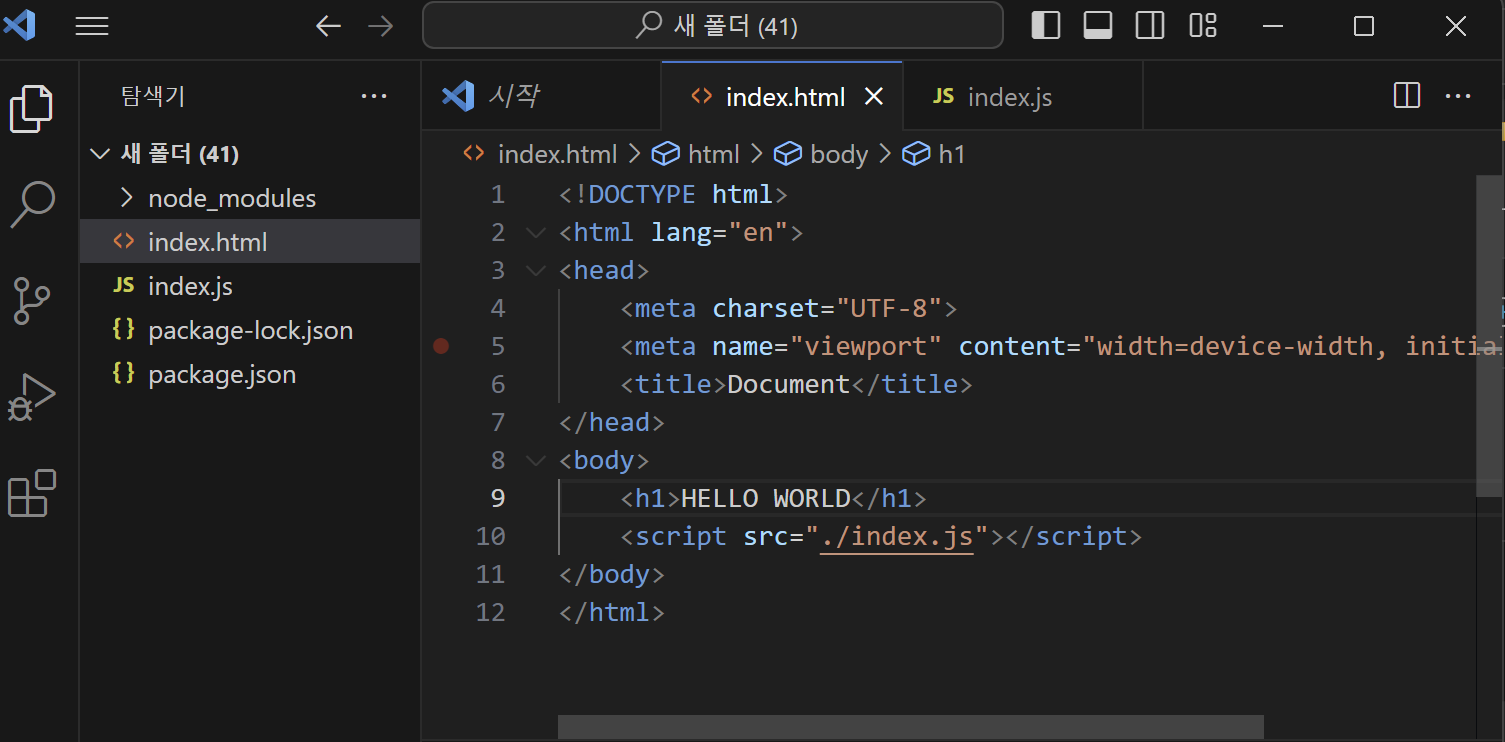 새 폴더 (41)
탐색기 ···
시작
index.html
JS index.js
···
새 폴더 (41)
node_modules
index.html
JS index.js
{} package-lock.json
{} package.json
index.html > html > body > h1
1 <!DOCTYPE html>
2 <html lang="en">
3 <head>
4 <meta charset="UTF-8">
5 <meta name="viewport" content="width=device-width, initia
6 <title>Document</title>
7 </head>
8 <body>
9 <h1>HELLO WORLD</h1>
10 <script src="./index.js"></script>
11 </body>
12 </html>